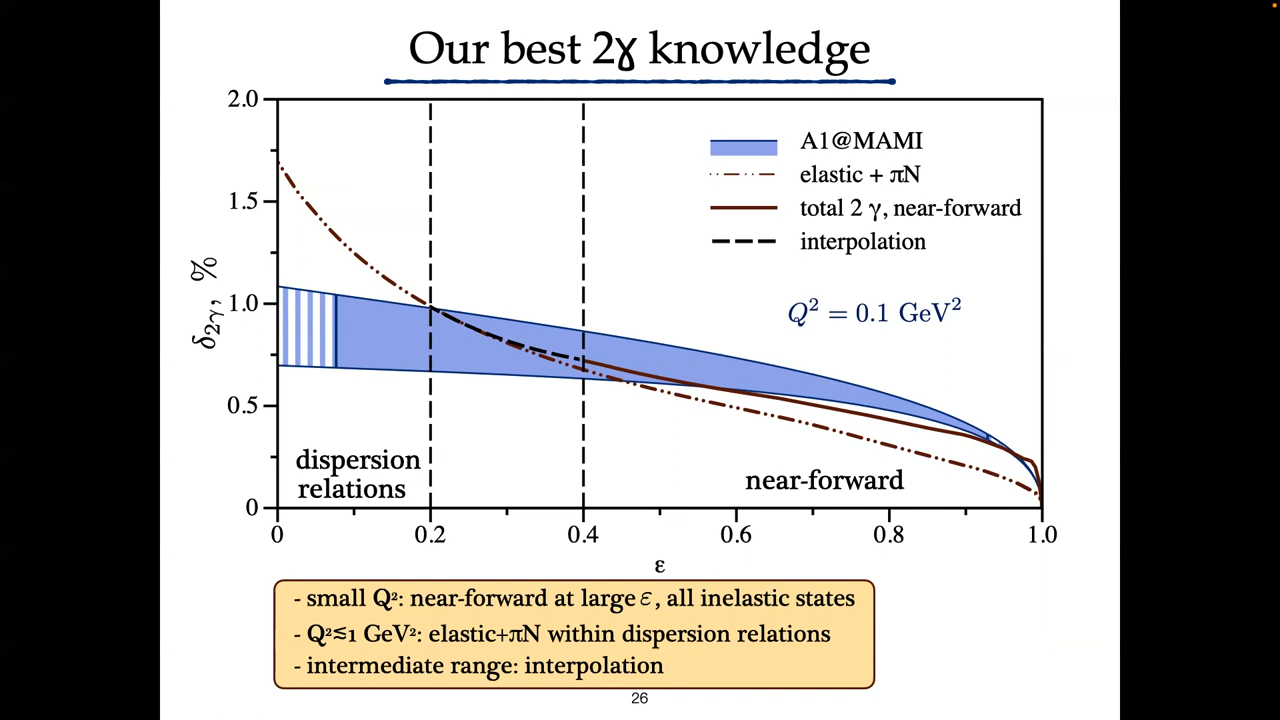 Our best 2ɣ knowledge
2.0
1.5
1.0
0.5
0
δ2γ, %
A1@MAMI
elastic + πN
total 2 γ, near-forward
interpolation
Q² = 0.1 GeV²
dispersion
relations
near-forward
0 0.2 0.4 0.6 0.8 1.0
ε
- small Q²: near-forward at large ε, all inelastic states
- Q²≲1 GeV²: elastic+πN within dispersion relations
- intermediate range: interpolation
26